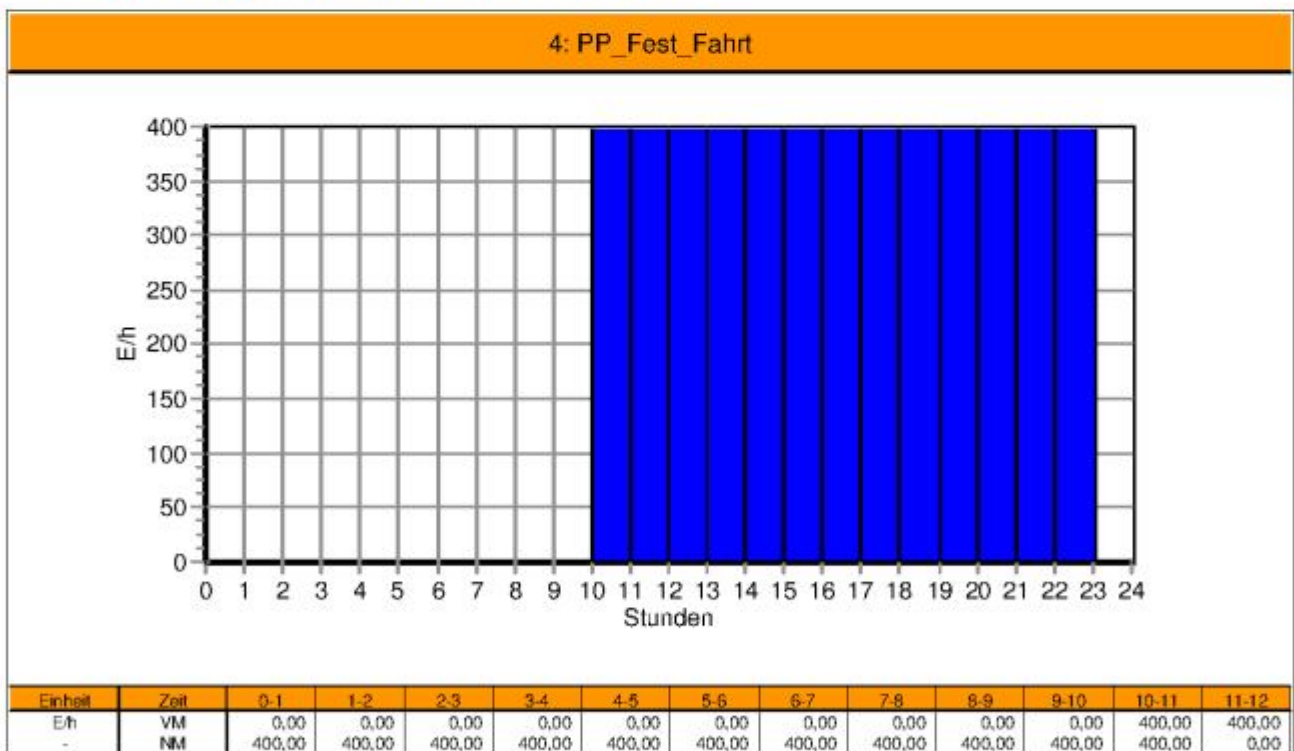 4: PP_Fest_Fahrt
400
350
300
250
200
150
100
50
0
E/h
0 1 2 3 4 5 6 7 8 9 10 11 12 13 14 15 16 17 18 19 20 21 22 23 24
Stunden
Einheit Zeit 0-1 1-2 2-3 3-4 4-5 5-6 6-7 7-8 8-9 9-10 10-11 11-12
E/h VM 0,00 0,00 0,00 0,00 0,00 0,00 0,00 0,00 0,00 0,00 400,00 400,00
- NM 400,00 400,00 400,00 400,00 400,00 400,00 400,00 400,00 400,00 400,00 400,00 0,00